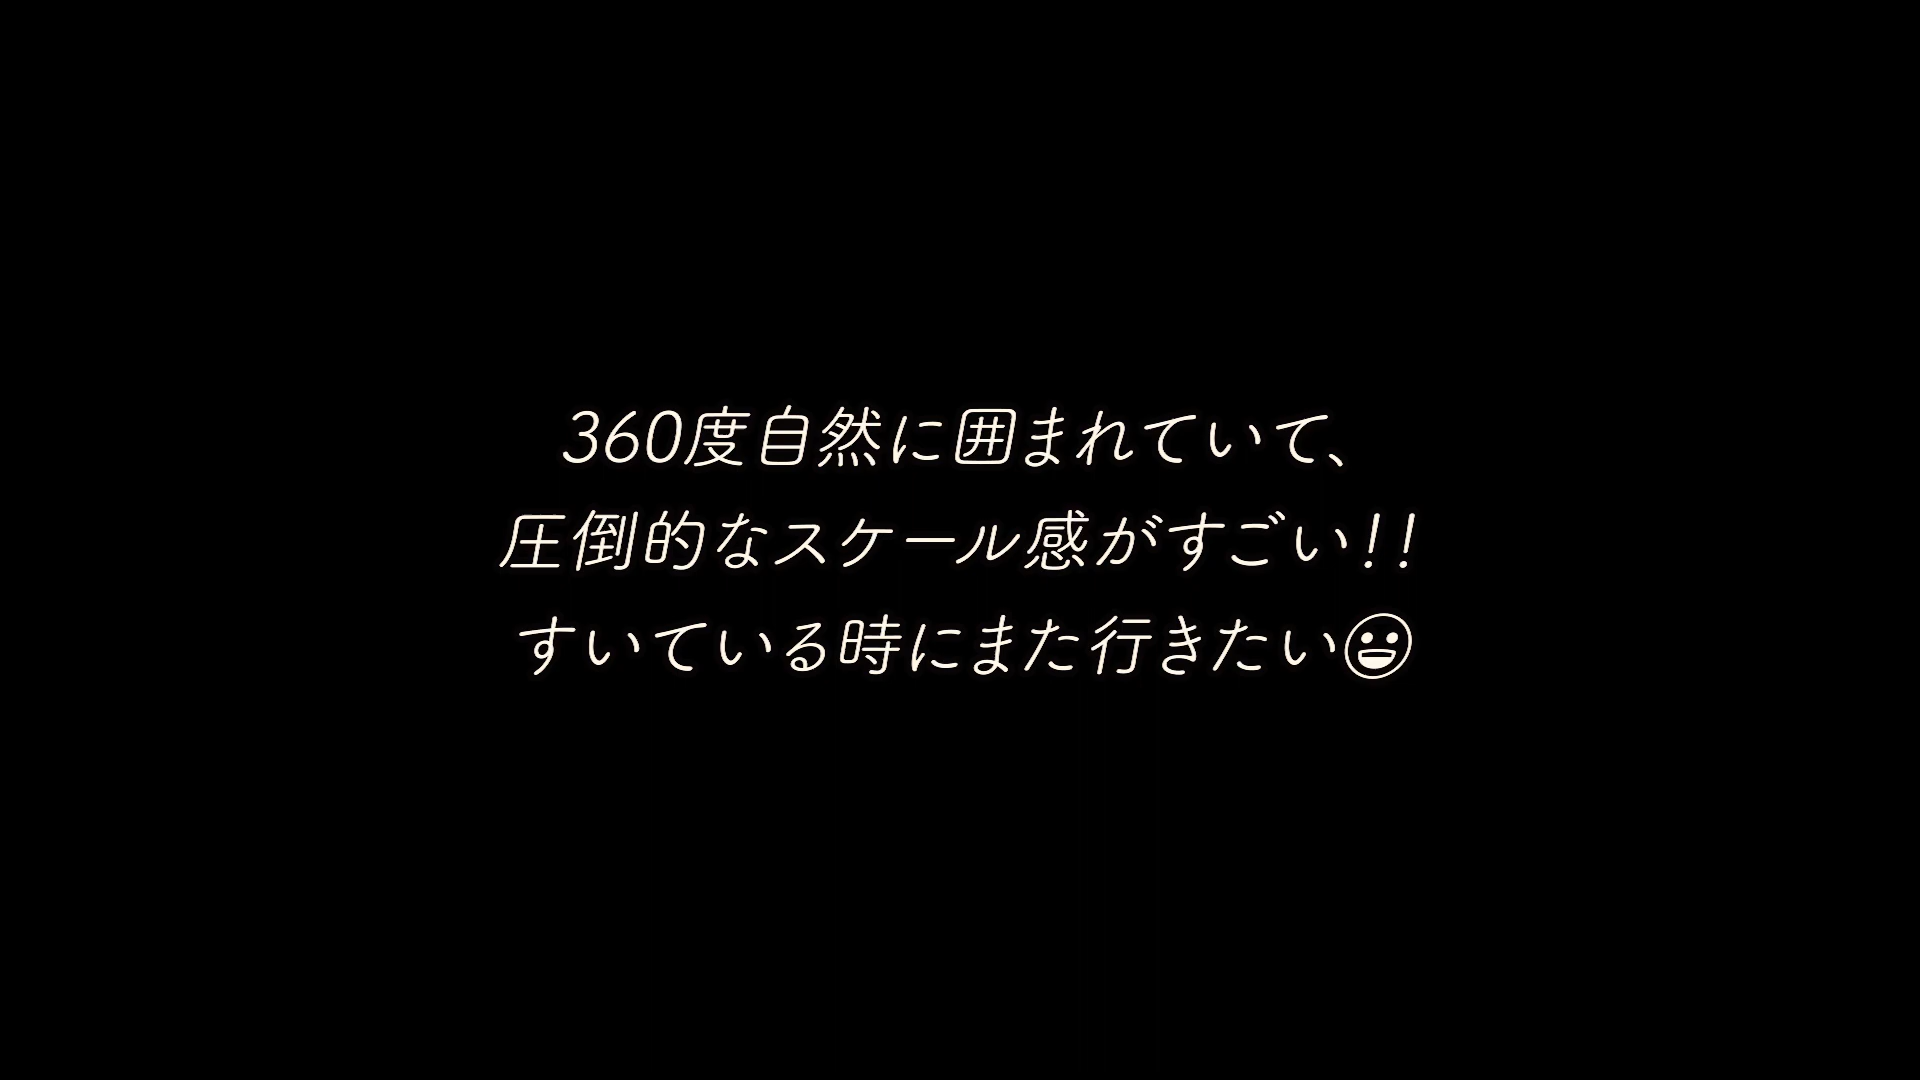 360度自然に囲まれていて、
圧倒的なスケール感がすごい！！
すいている時にまた行きたい😃